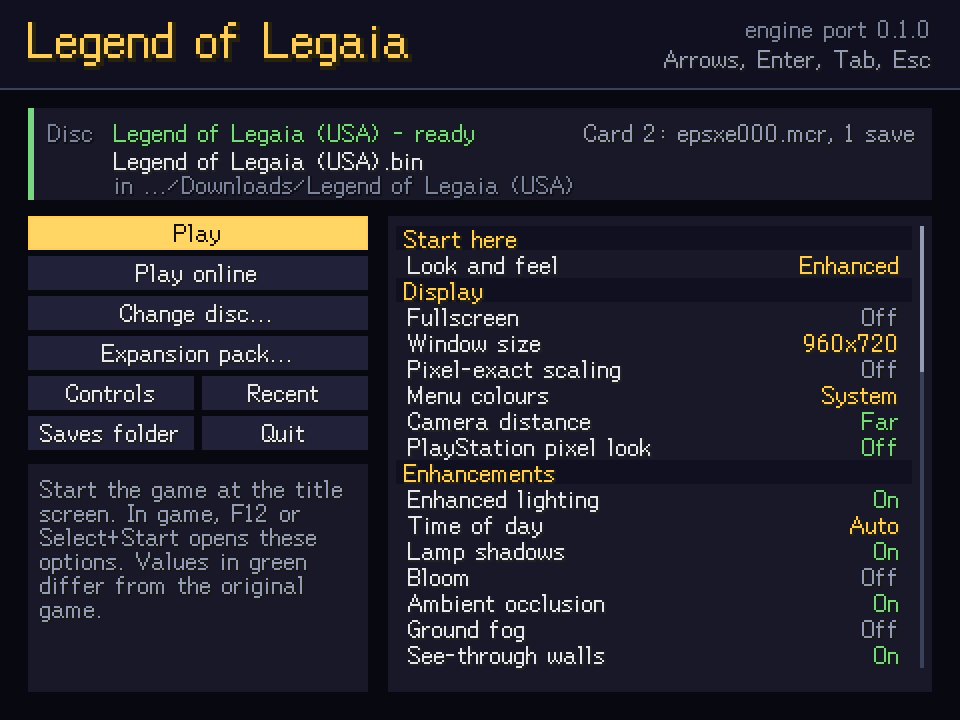 Legend of Legaia
engine port 0.1.0
Arrows, Enter, Tab, Esc
Disc Legend of Legaia (USA) - ready Card 2: epsxe000.mcr, 1 save
Legend of Legaia (USA).bin
in .../Downloads/Legend of Legaia (USA)
Play
Play online
Change disc...
Expansion pack...
Controls Recent
Saves folder Quit
Start the game at the title
screen. In game, F12 or
Select+Start opens these
options. Values in green
differ from the original
game.
Start here
Look and feel Enhanced
Display
Fullscreen Off
Window size 960x720
Pixel-exact scaling Off
Menu colours System
Camera distance Far
PlayStation pixel look Off
Enhancements
Enhanced lighting On
Time of day Auto
Lamp shadows On
Bloom Off
Ambient occlusion On
Ground fog Off
See-through walls On